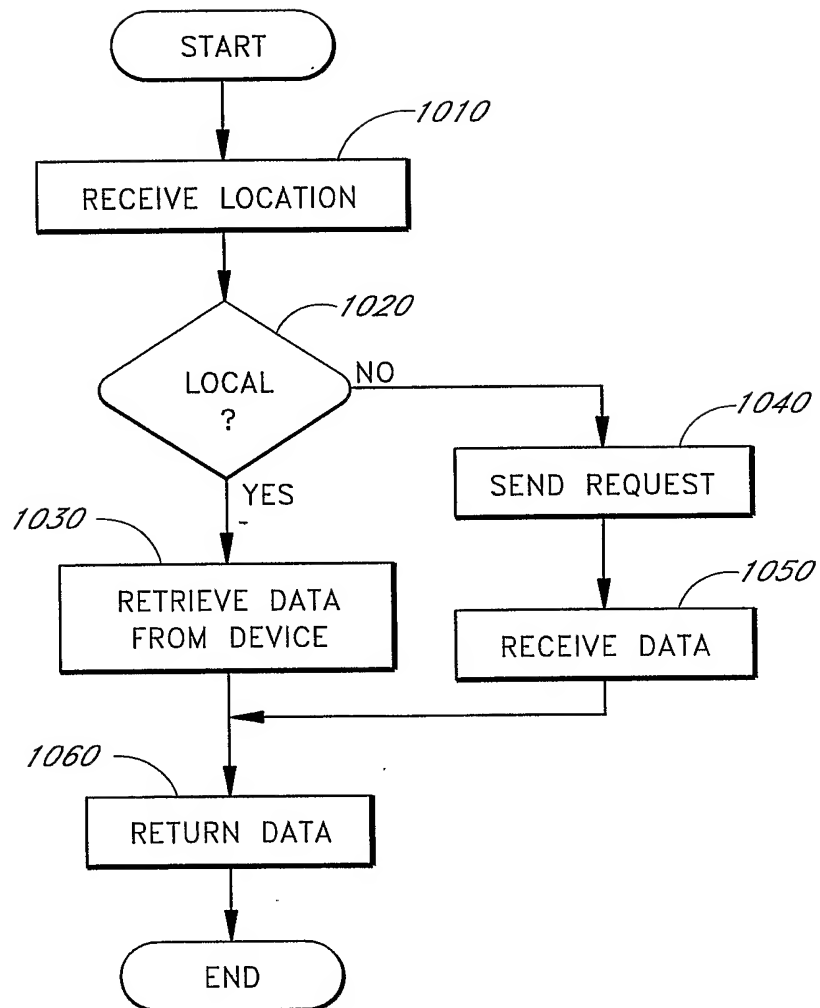 START
1010
RECEIVE LOCATION
1020
LOCAL
?
NO
YES
1040
SEND REQUEST
1030
RETRIEVE DATA
FROM DEVICE
1050
RECEIVE DATA
1060
RETURN DATA
END